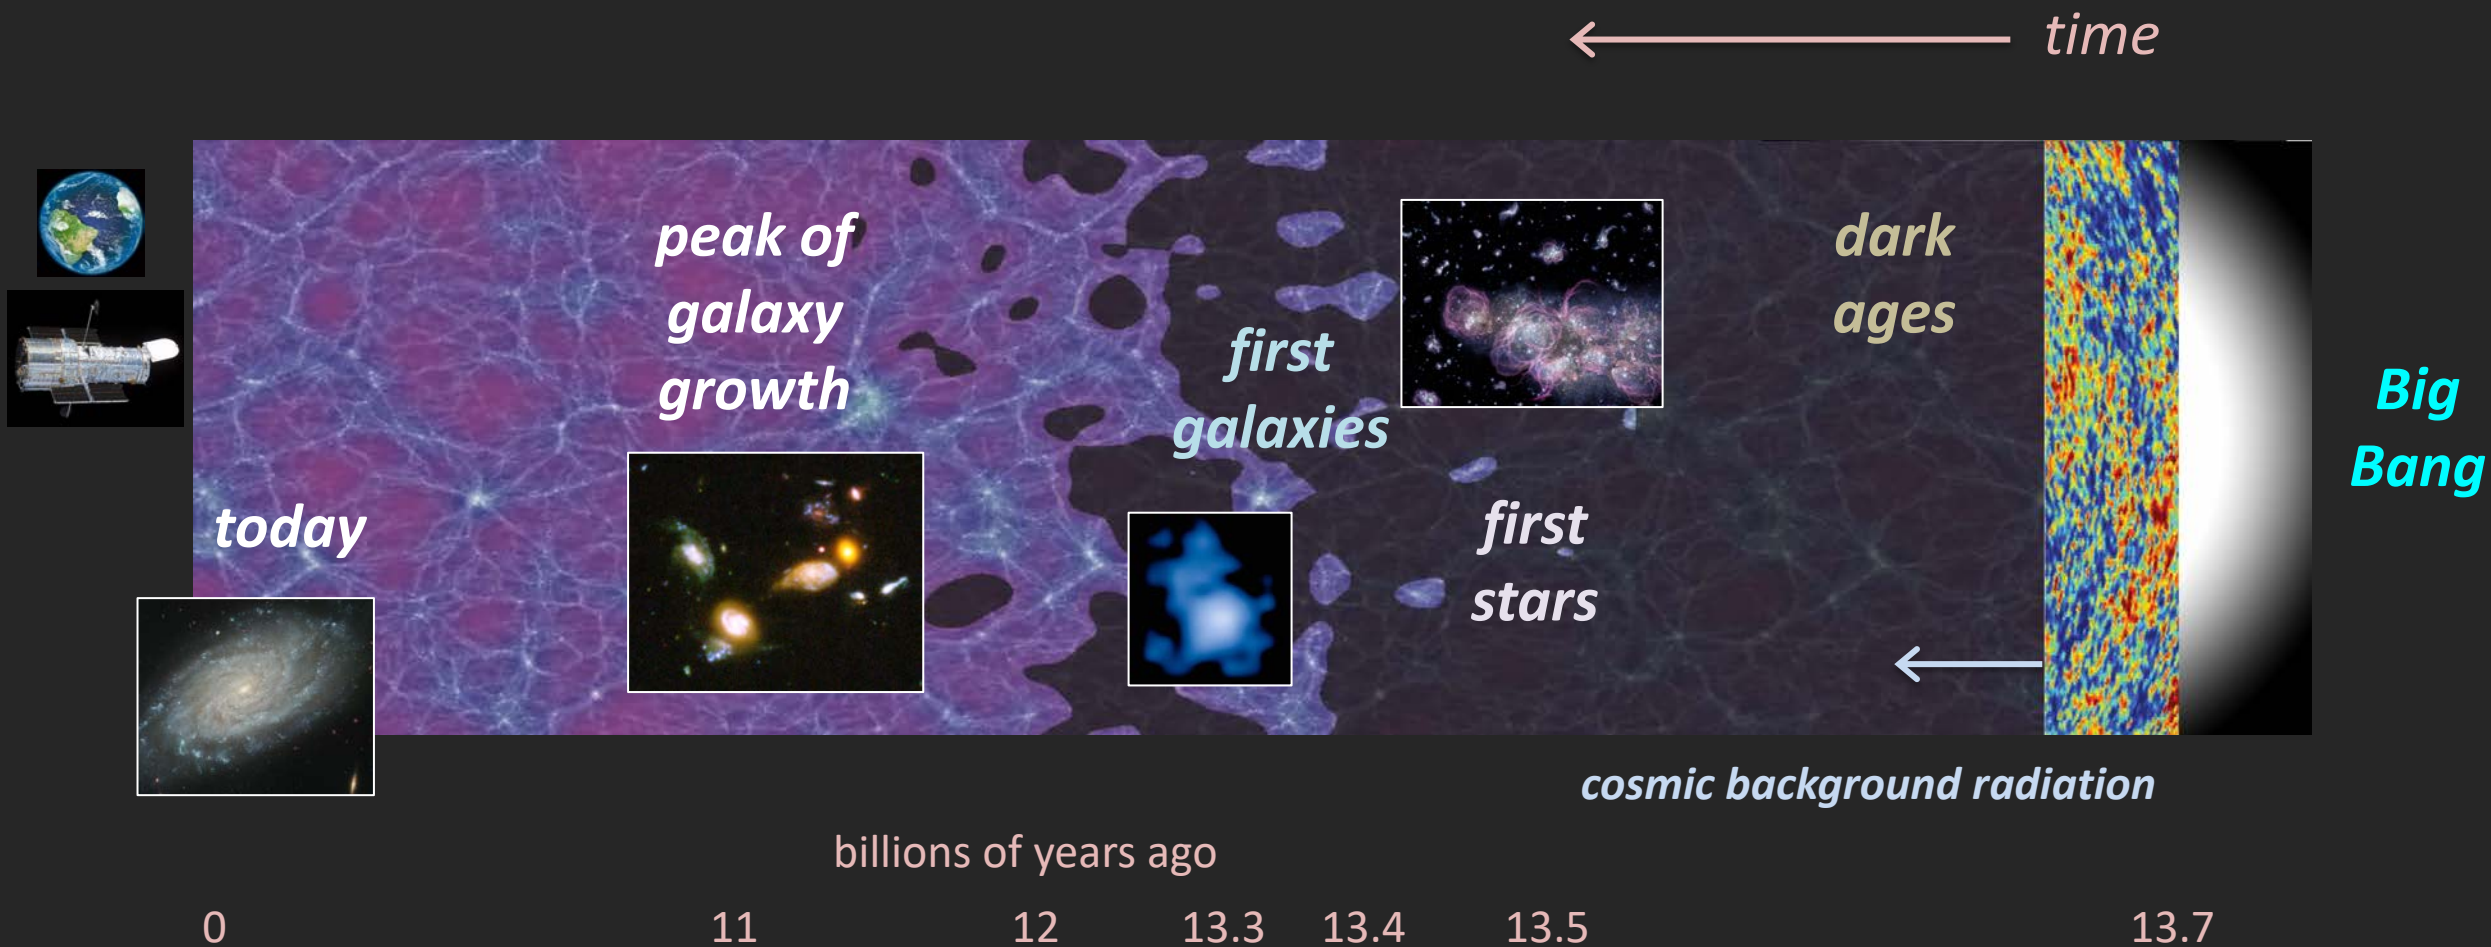 time
peak of
galaxy
growth
dark
ages
first
galaxies
Big
Bang
today
first
stars
cosmic background radiation
billions of years ago
0 11 12 13.3 13.4 13.5 13.7